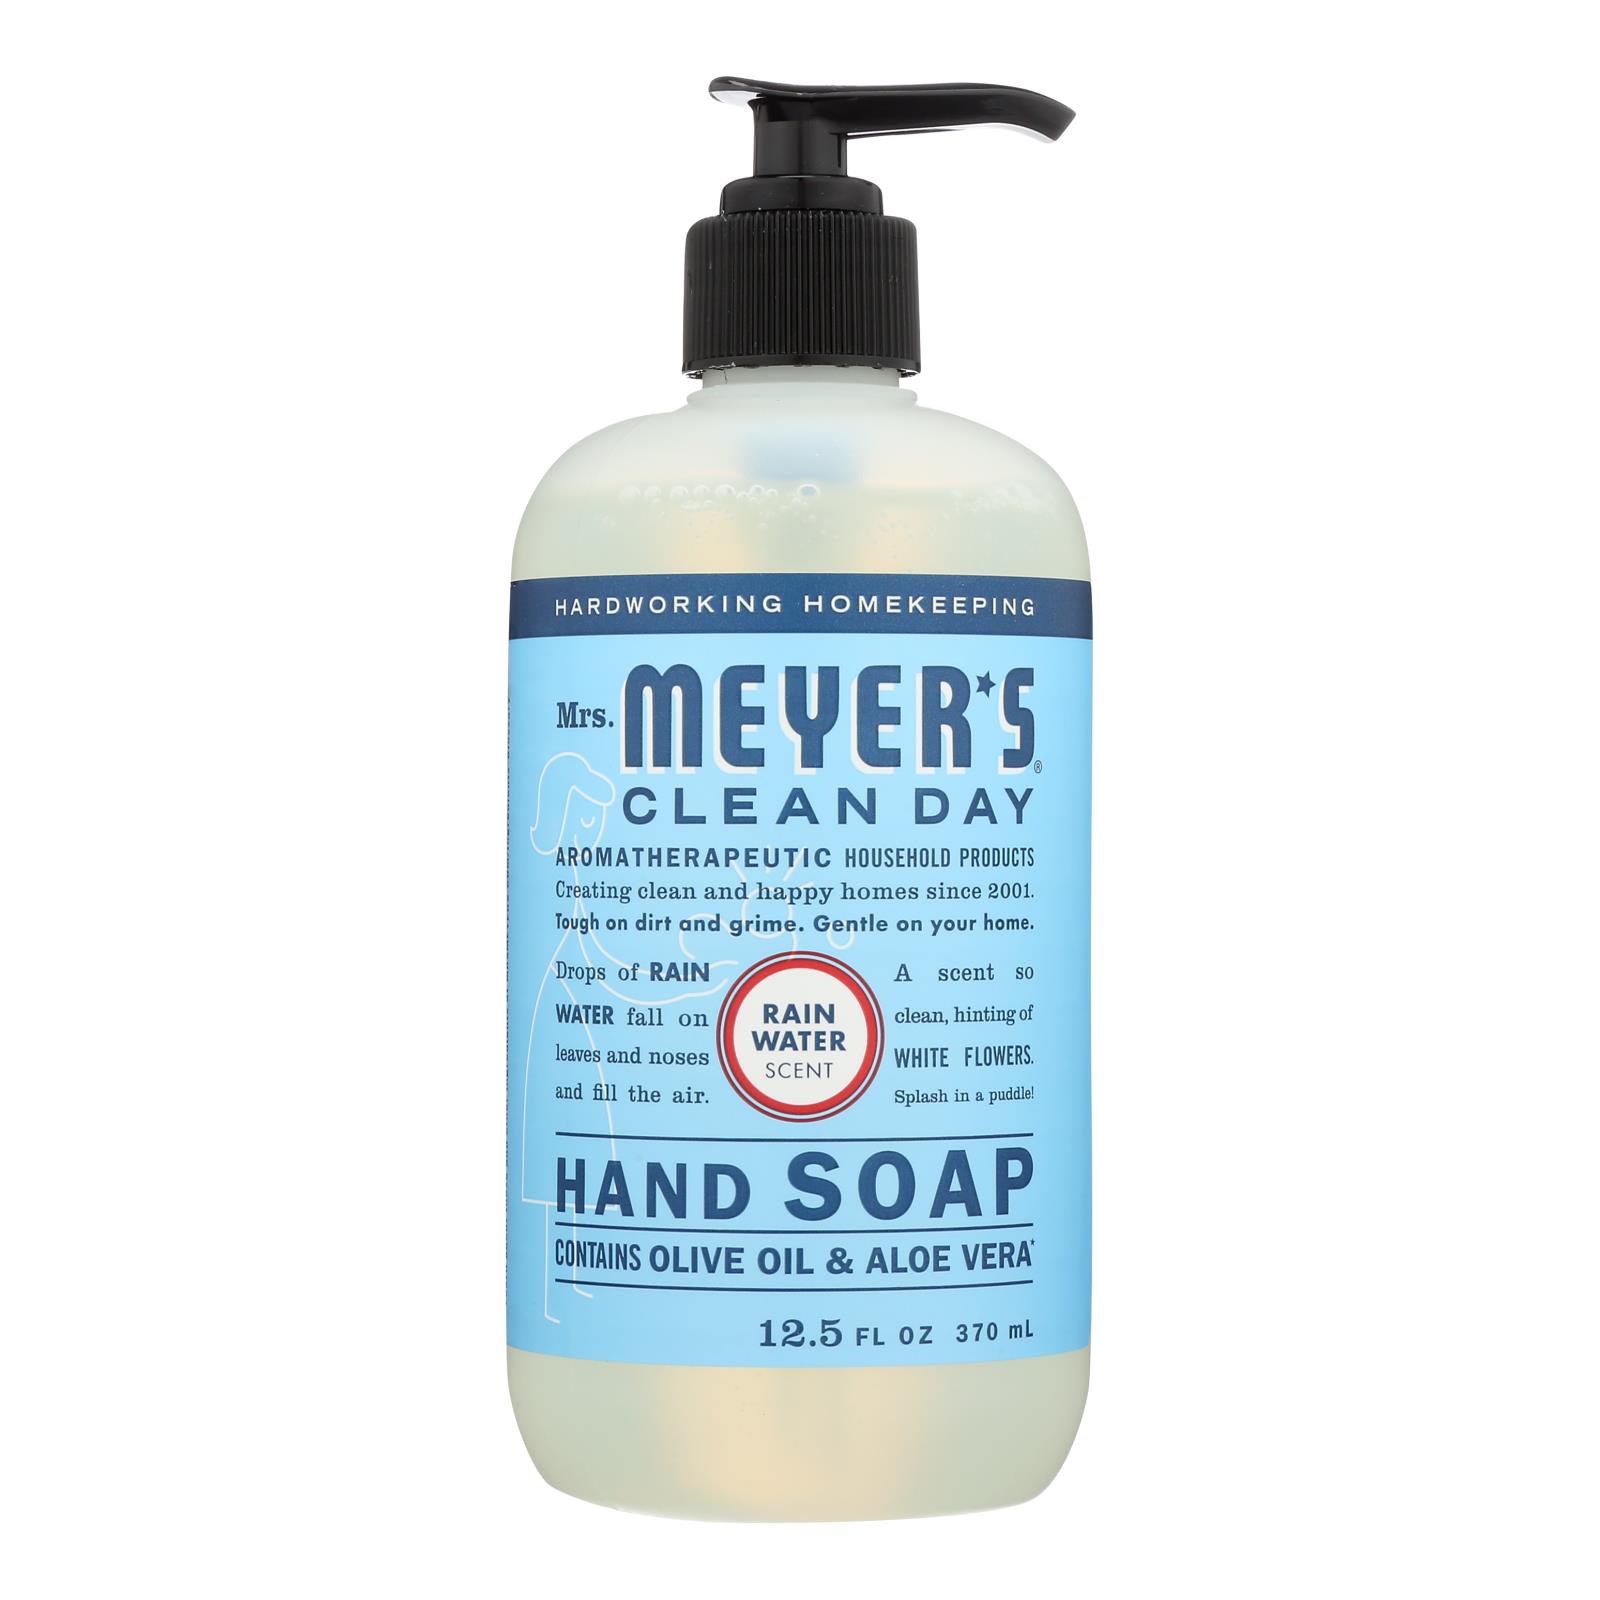 HARDWORKING HOMEKEEPING
Mrs. MEYER'S®
CLEAN DAY
AROMATHERAPEUTIC HOUSEHOLD PRODUCTS
Creating clean and happy homes since 2001.
Tough on dirt and grime. Gentle on your home.
Drops of RAIN
WATER fall on
leaves and noses
and fill the air.
RAIN
WATER
SCENT
A scent so
clean, hinting of
WHITE FLOWERS.
Splash in a puddle!
HAND SOAP
CONTAINS OLIVE OIL & ALOE VERA*
12.5 FL OZ 370 mL